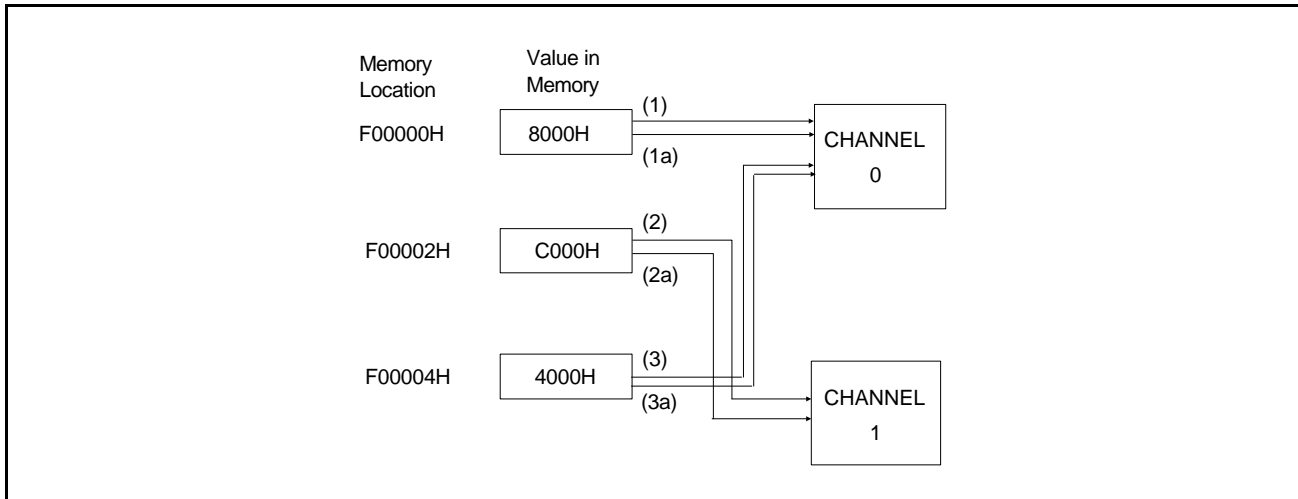 Memory
Location
Value in
Memory
F00000H
8000H
(1)
(1a)
CHANNEL
0
F00002H
C000H
(2)
(2a)
F00004H
4000H
(3)
(3a)
CHANNEL
1